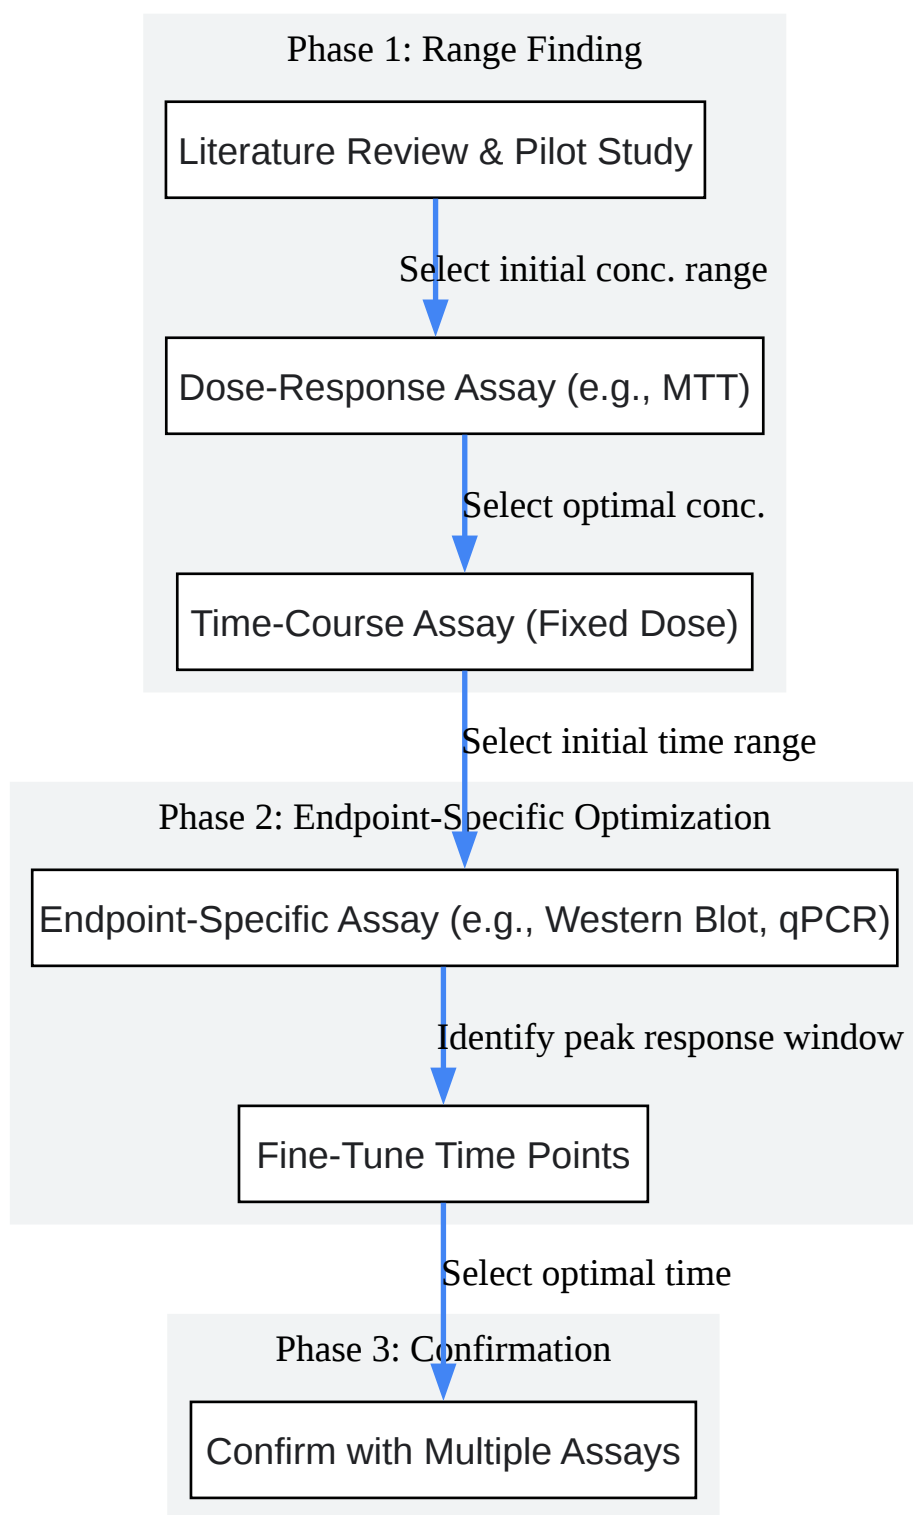 Phase 1: Range Finding
Literature Review & Pilot Study
Select initial conc. range
Dose-Response Assay (e.g., MTT)
Select optimal conc.
Time-Course Assay (Fixed Dose)
Select initial time range
Phase 2: Endpoint-Specific Optimization
Endpoint-Specific Assay (e.g., Western Blot, qPCR)
Identify peak response window
Fine-Tune Time Points
Select optimal time
Phase 3: Confirmation
Confirm with Multiple Assays